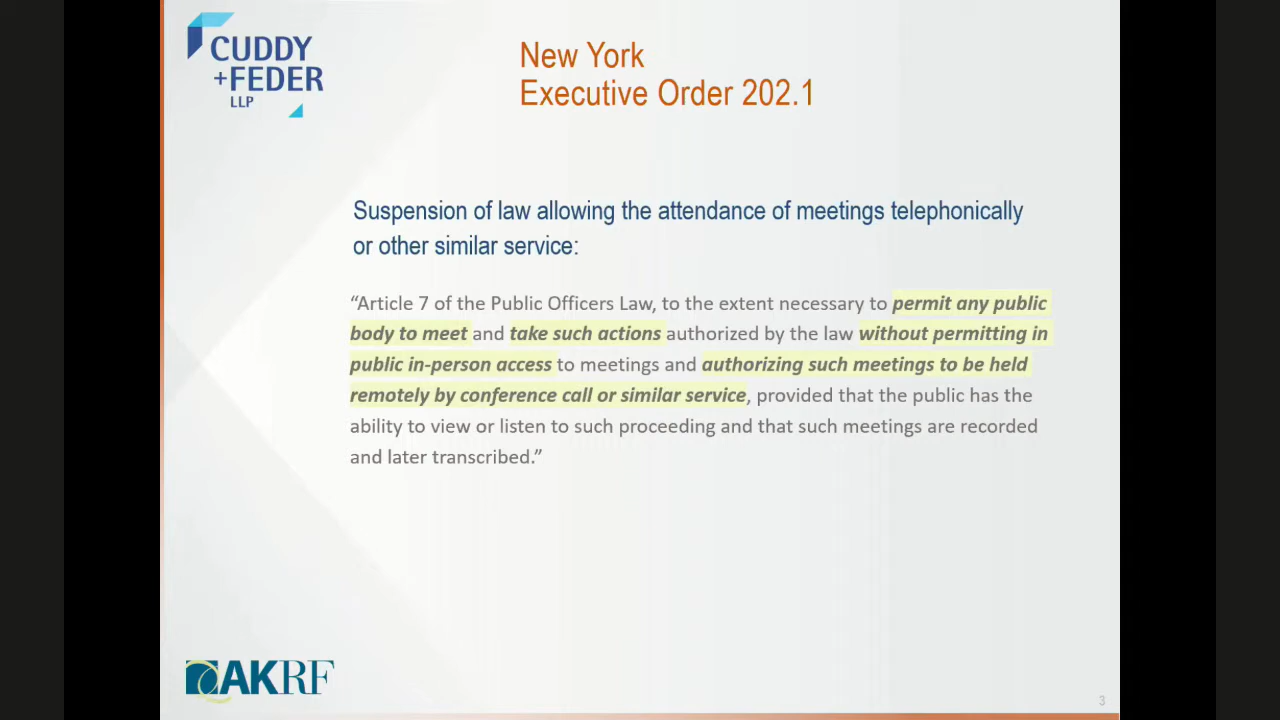 CUDDY
+FEDER
LLP
New York
Executive Order 202.1
Suspension of law allowing the attendance of meetings telephonically
or other similar service:
“Article 7 of the Public Officers Law, to the extent necessary to permit any public
body to meet and take such actions authorized by the law without permitting in
public in-person access to meetings and authorizing such meetings to be held
remotely by conference call or similar service, provided that the public has the
ability to view or listen to such proceeding and that such meetings are recorded
and later transcribed.”
AKRF
3